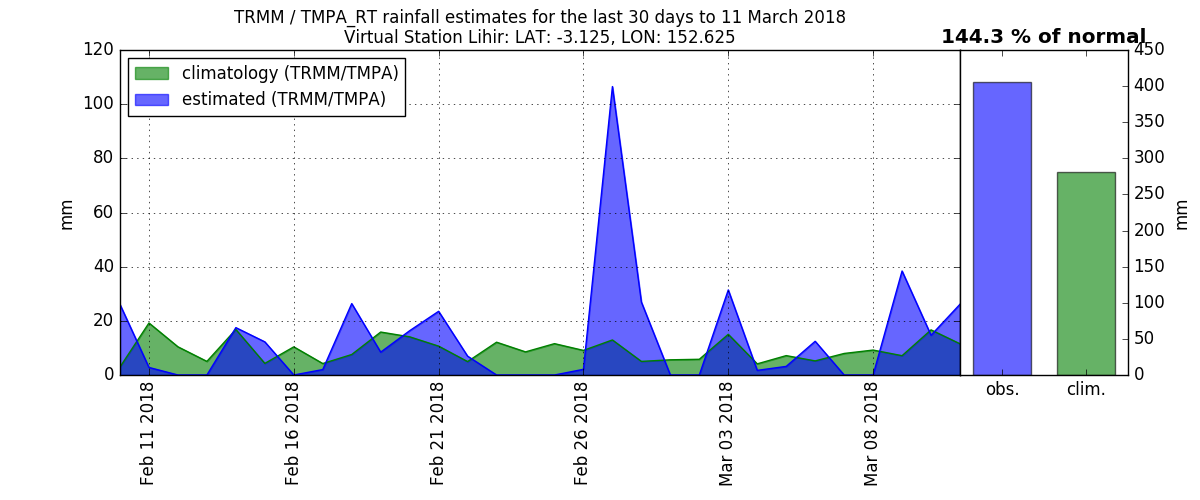 TRMM / TMPA_RT rainfall estimates for the last 30 days to 11 March 2018
Virtual Station Lihir: LAT: -3.125, LON: 152.625
144.3 % of normal
climatology (TRMM/TMPA)
estimated (TRMM/TMPA)
120
100
80
60
40
20
0
mm
Feb 11 2018
Feb 16 2018
Feb 21 2018
Feb 26 2018
Mar 03 2018
Mar 08 2018
450
400
350
300
250
200
150
100
50
0
mm
obs.
clim.